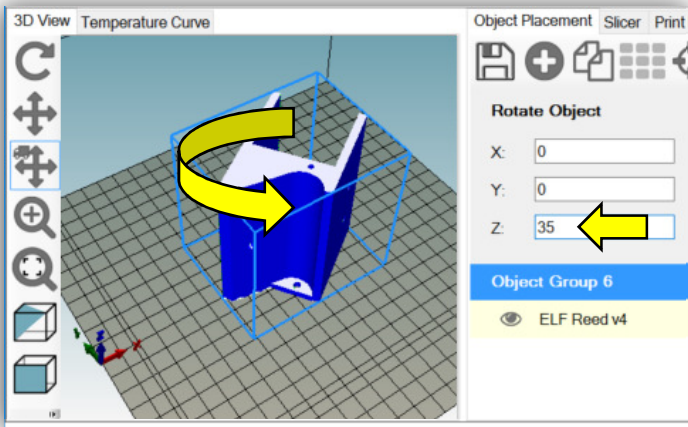 3D View Temperature Curve
Object Placement Slicer Print
Rotate Object
X: 0
Y: 0
Z: 35
Object Group 6
ELF Reed v4